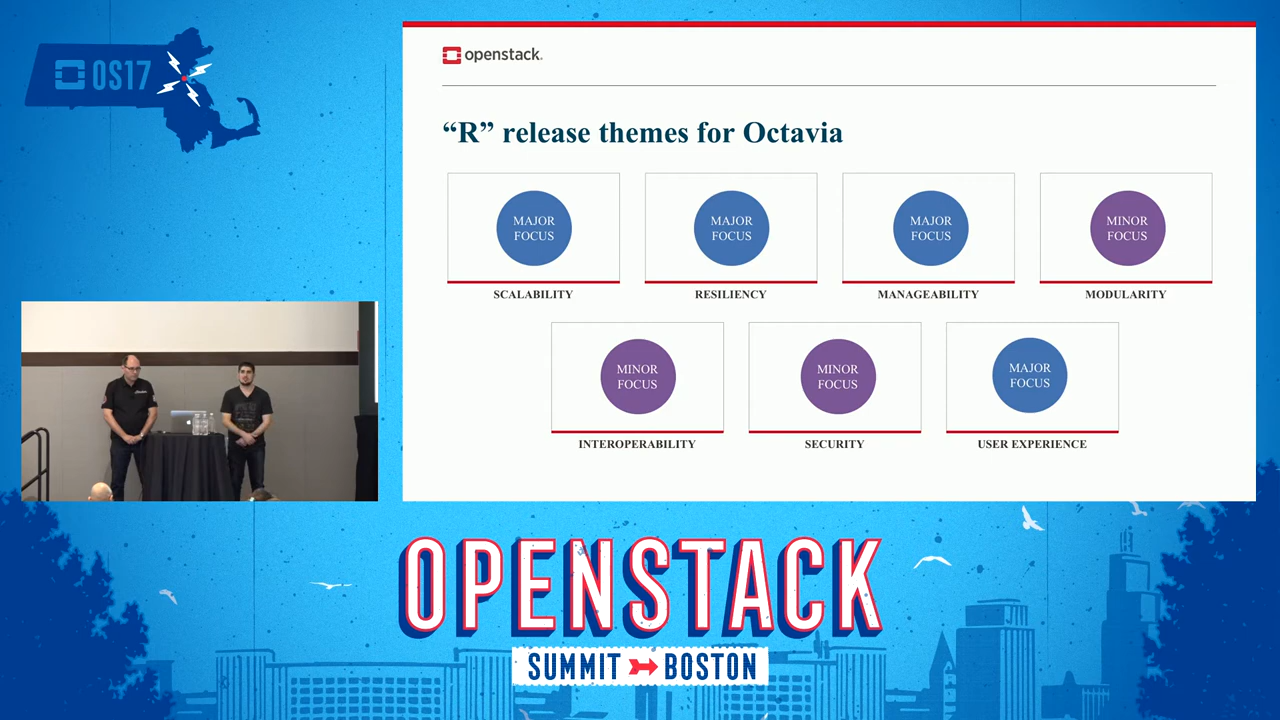 OS17
openstack.
“R” release themes for Octavia
MAJOR
FOCUS
MAJOR
FOCUS
MAJOR
FOCUS
MINOR
FOCUS
SCALABILITY
RESILIENCY
MANAGEABILITY
MODULARITY
MINOR
FOCUS
MINOR
FOCUS
MAJOR
FOCUS
INTEROPERABILITY
SECURITY
USER EXPERIENCE
OPENSTACK
SUMMIT BOSTON